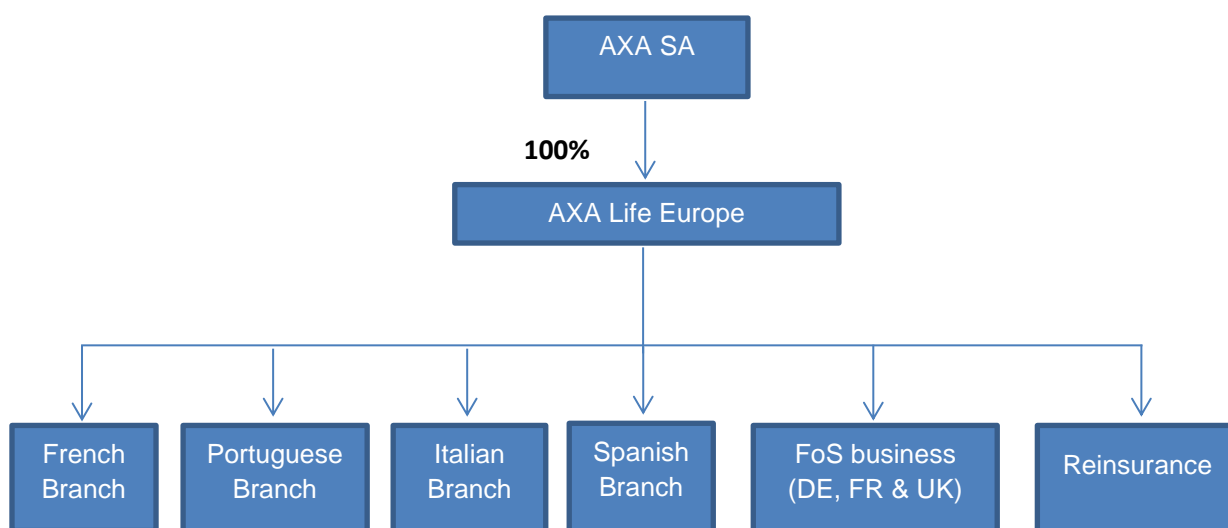 AXA SA
100%
AXA Life Europe
French
Branch
Portuguese
Branch
Italian
Branch
Spanish
Branch
FoS business
(DE, FR & UK)
Reinsurance